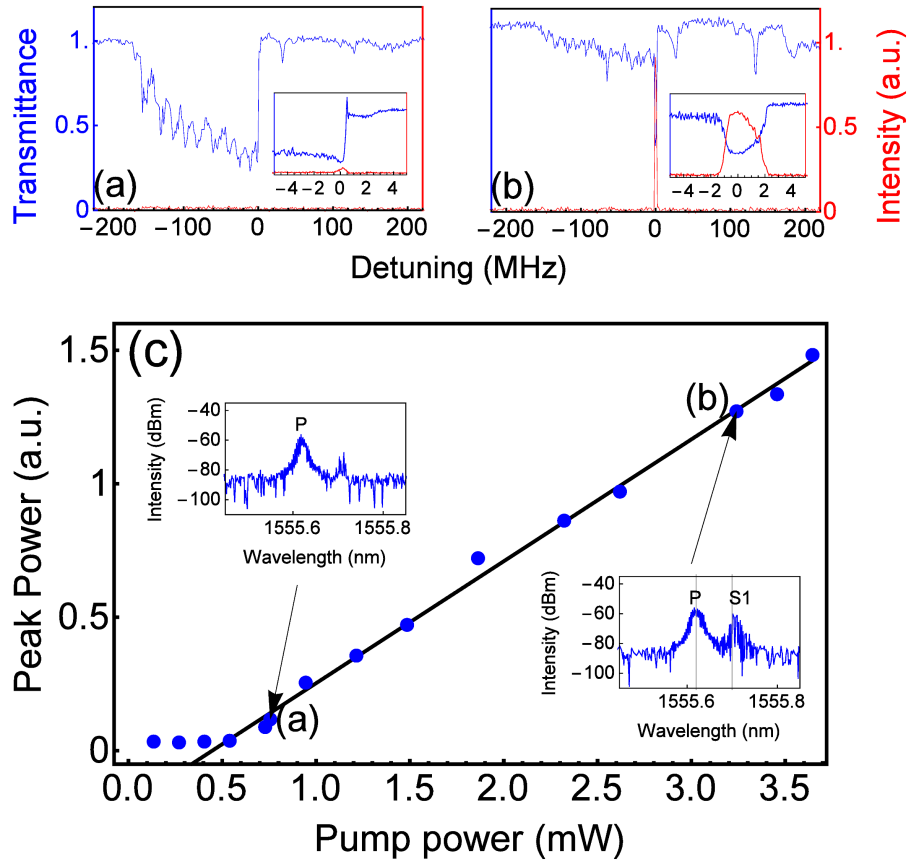 Transmittance
1.
0.5
0
(a)
−4 −2 0 2 4
−200 −100 0 100 200
(b)
−4 −2 0 2 4
−200 −100 0 100 200
1.
0.5
0
Intensity (a.u.)
Detuning (MHz)
(c)
Peak Power (a.u.)
1.5
1
0.5
0
Intensity (dBm)
−40
−60
−80
−100
P
1555.6 1555.8
Wavelength (nm)
(b)
(a)
Intensity (dBm)
−40
−60
−80
−100
P S1
1555.6 1555.8
Wavelength (nm)
0.0 0.5 1.0 1.5 2.0 2.5 3.0 3.5
Pump power (mW)